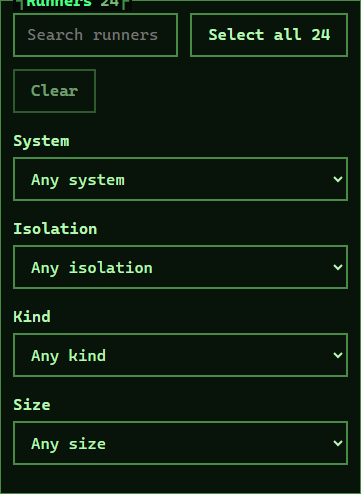 Runners 24
Search runners
Select all 24
Clear
System
Any system
Isolation
Any isolation
Kind
Any kind
Size
Any size